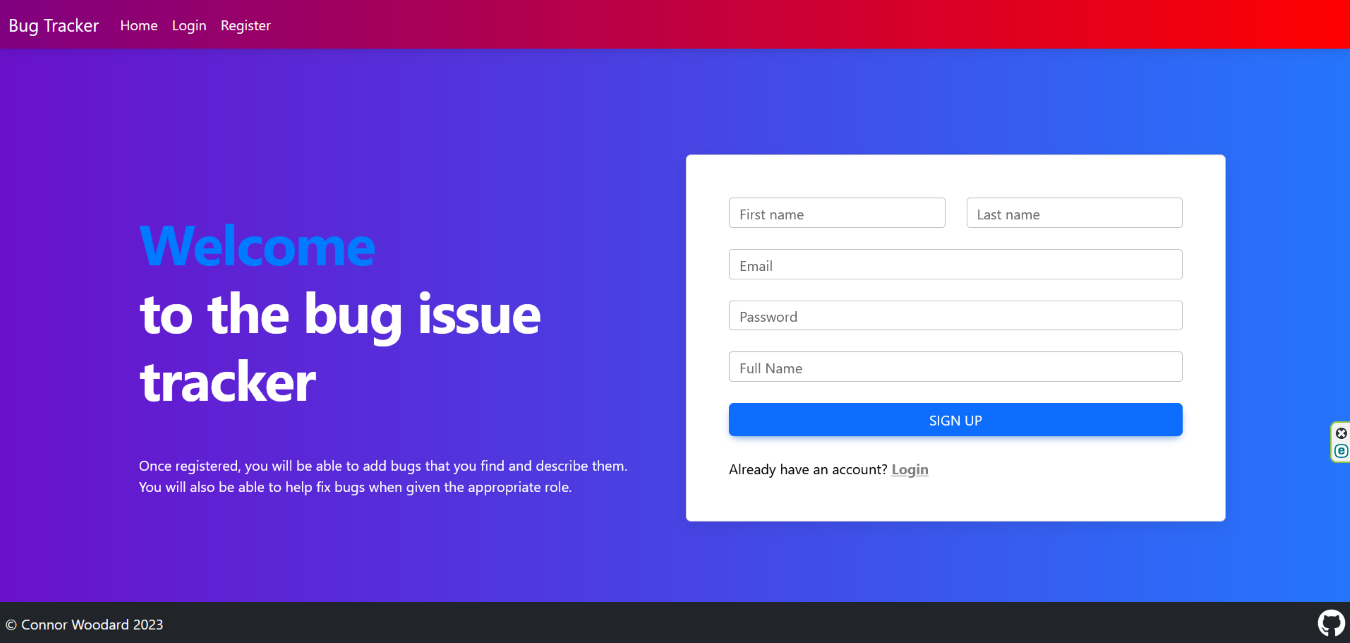 Bug Tracker Home Login Register
Welcome
to the bug issue
tracker
Once registered, you will be able to add bugs that you find and describe them.
You will also be able to help fix bugs when given the appropriate role.
First name Last name
Email
Password
Full Name
SIGN UP
Already have an account? Login
© Connor Woodard 2023